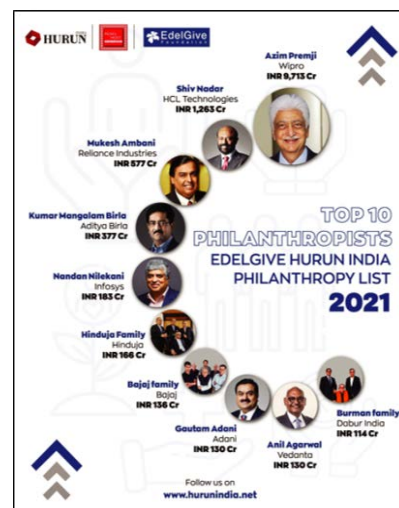 HURUN
EdelGive
Foundation
Azim Premji
Wipro
INR 9,713 Cr
Shiv Nadar
HCL Technologies
INR 1,263 Cr
Mukesh Ambani
Reliance Industries
INR 577 Cr
Kumar Mangalam Birla
Aditya Birla
INR 377 Cr
Nandan Nilekani
Infosys
INR 183 Cr
Hinduja Family
Hinduja
INR 166 Cr
Bajaj family
Bajaj
INR 136 Cr
Gautam Adani
Adani
INR 130 Cr
Anil Agarwal
Vedanta
INR 130 Cr
Burman family
Dabur India
INR 114 Cr
TOP 10
PHILANTHROPISTS
EDELGIVE HURUN INDIA
PHILANTHROPY LIST
2021
Follow us on
www.hurunindia.net